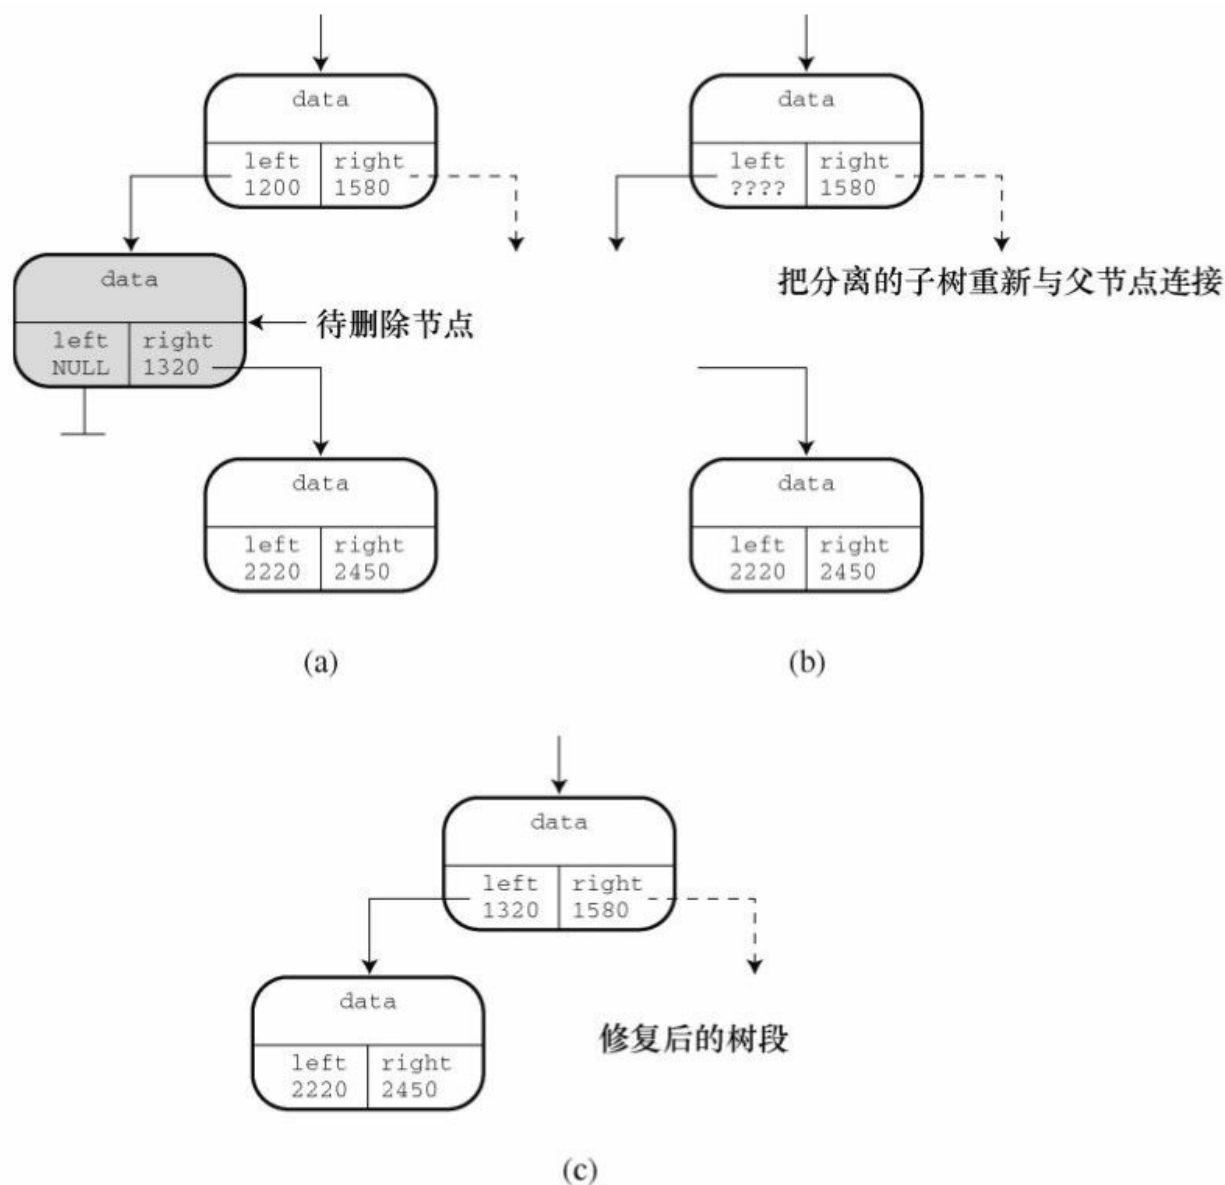 data
left right
1200 1580
data
left right
NULL 1320
待删除节点
data
left right
2220 2450
(a)
data
left right
???? 1580
把分离的子树重新与父节点连接
data
left right
2220 2450
(b)
data
left right
1320 1580
data
left right
2220 2450
修复后的树段
(c)